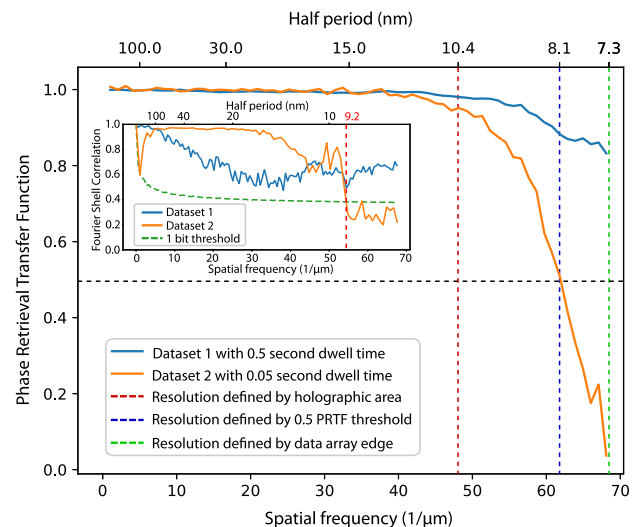 Half period (nm)
100.0 30.0 15.0 10.4 8.1 7.3
Phase Retrieval Transfer Function
1.0
0.8
0.6
0.4
0.2
0.0
Half period (nm)
100 40 20 10 9.2
Fourier Shell Correlation
1.0
0.8
0.6
0.4
0.2
0.0
Dataset 1
Dataset 2
1 bit threshold
0 10 20 30 40 50 60 70
Spatial frequency (1/μm)
Dataset 1 with 0.5 second dwell time
Dataset 2 with 0.05 second dwell time
Resolution defined by holographic area
Resolution defined by 0.5 PRTF threshold
Resolution defined by data array edge
0 10 20 30 40 50 60 70
Spatial frequency (1/μm)